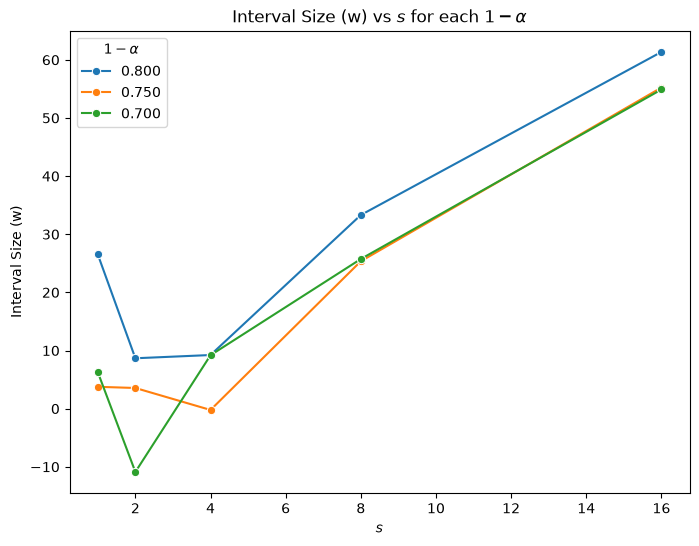 Interval Size (w) vs s for each 1 − α
1 − α
0.800
0.750
0.700
Interval Size (w)
60
50
40
30
20
10
0
−10
2 4 6 8 10 12 14 16
s